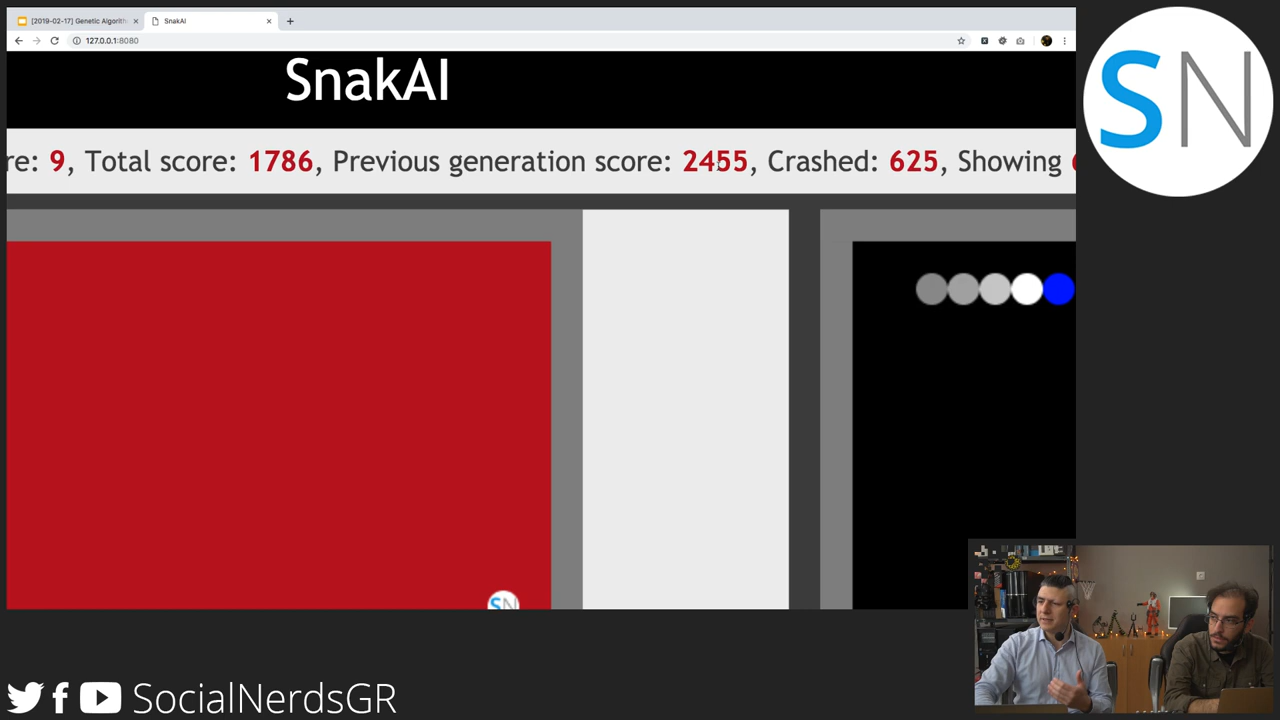 [2019-02-17] Genetic Algorith
SnakAI
127.0.0.1:8080
SN
SnakAI
re: 9, Total score: 1786, Previous generation score: 2455, Crashed: 625, Showing
SN
SocialNerdsGR